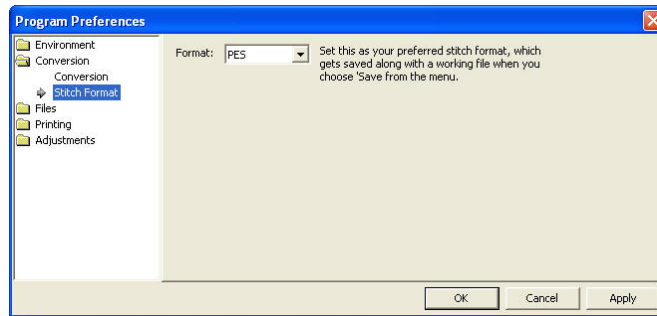 Program Preferences
Environment
Conversion
Conversion
Stitch Format
Files
Printing
Adjustments
Format:
PES
Set this as your preferred stitch format, which
gets saved along with a working file when you
choose 'Save from the menu.
OK
Cancel
Apply